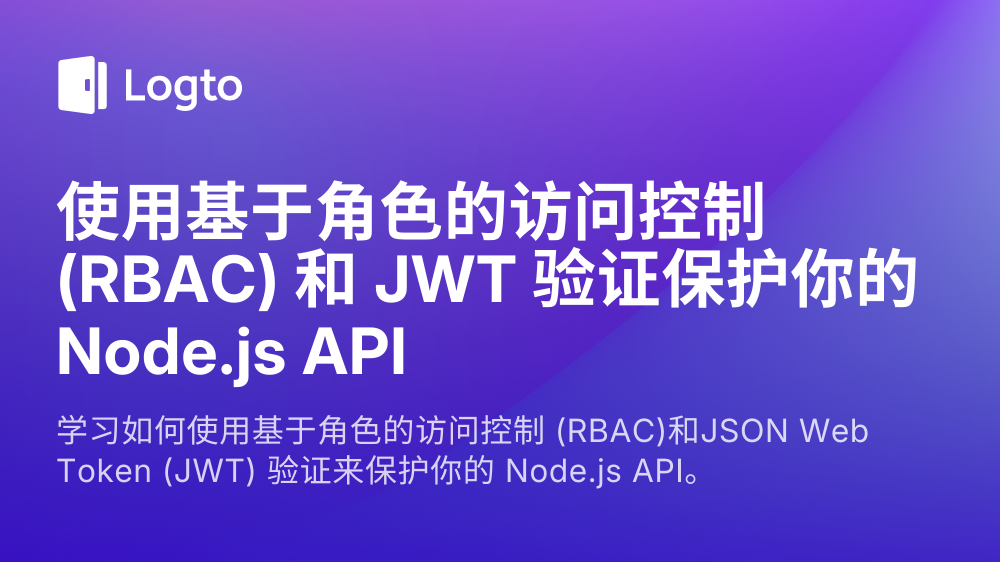 Logto
使用基于角色的访问控制
(RBAC) 和 JWT 验证保护你的
Node.js API
学习如何使用基于角色的访问控制 (RBAC)和JSON Web
Token (JWT) 验证来保护你的 Node.js API。